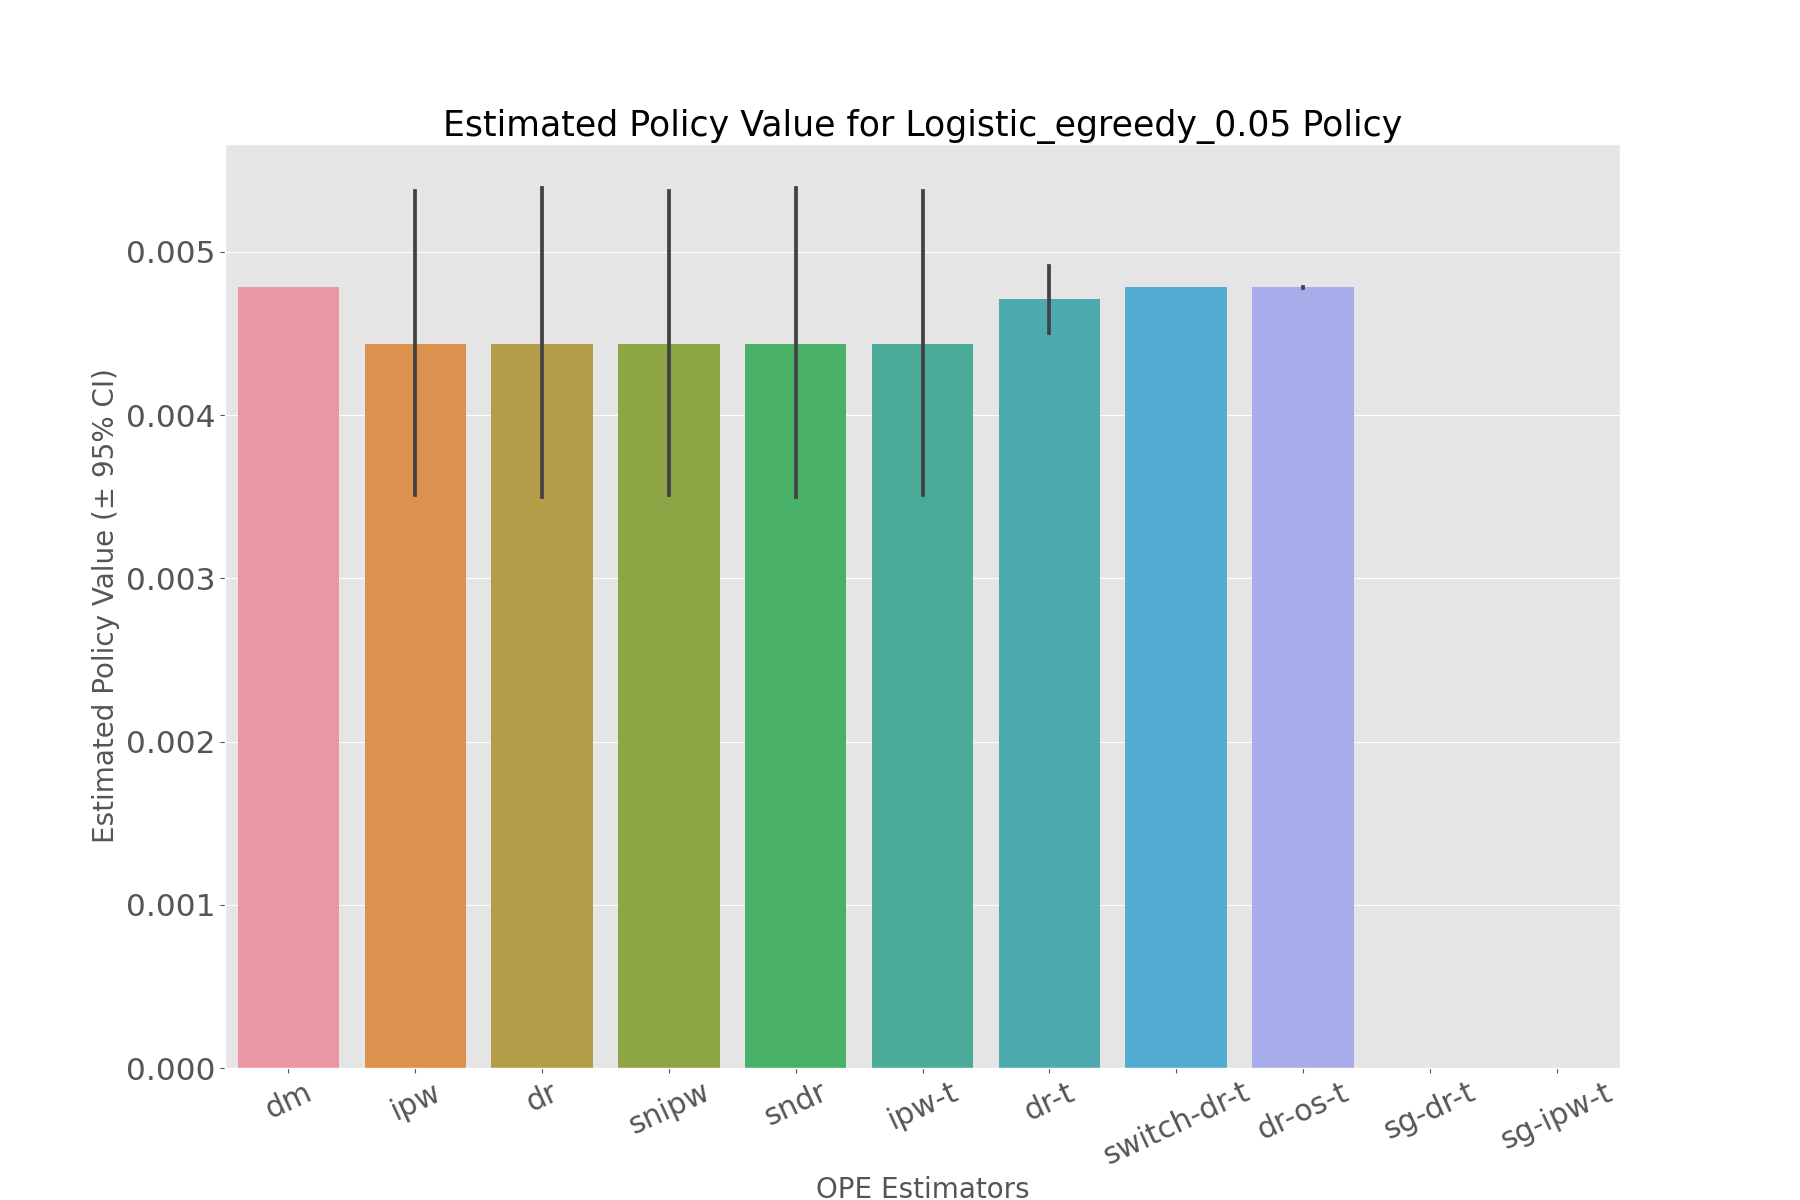 Estimated Policy Value for Logistic_egreedy_0.05 Policy
Estimated Policy Value (± 95% CI)
0.005
0.004
0.003
0.002
0.001
0.000
dm
ipw
dr
snipw
sndr
ipw-t
dr-t
switch-dr-t
dr-os-t
sg-dr-t
sg-ipw-t
OPE Estimators